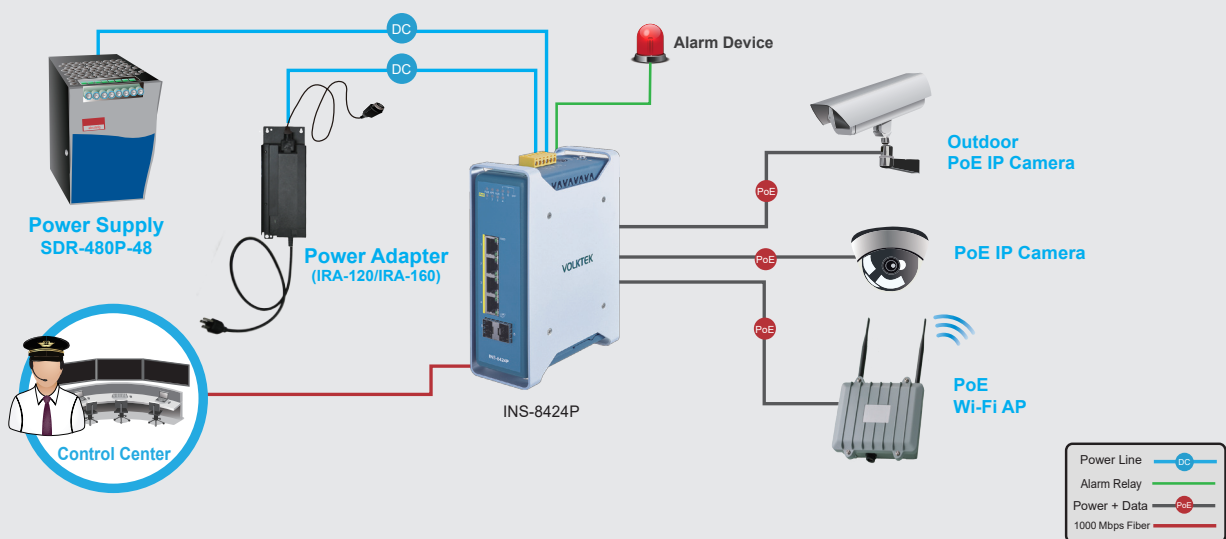 DC
DC
Alarm Device
Power Supply
SDR-480P-48
Power Adapter
(IRA-120/IRA-160)
Outdoor
PoE IP Camera
PoE
PoE
PoE IP Camera
PoE
PoE
Wi-Fi AP
VOLKTEK
INS-8424P
INS-8424P
Control Center
Power Line
DC
Alarm Relay
Power + Data
PoE
1000 Mbps Fiber